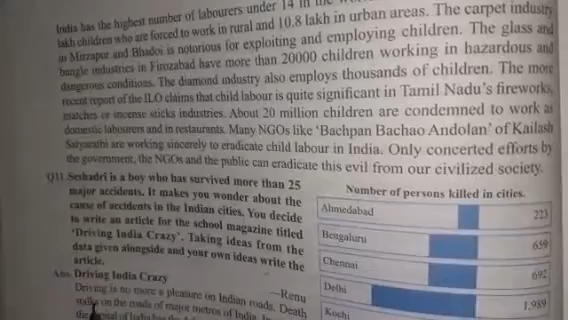 India has the highest number of labourers under 14 in the
lakh children who are forced to work in rural and 10.8 lakh in urban areas. The carpet industry
in Mirzapur and Bhadoi is notorious for exploiting and employing children. The glass and
bangle industries in Firozabad have more than 20000 children working in hazardous and
dangerous conditions. The diamond industry also employs thousands of children. The more
recent report of the ILO claims that child labour is quite significant in Tamil Nadu's fireworks,
matches or incense sticks industries. About 20 million children are condemned to work as
domestic labourers and in restaurants. Many NGOs like 'Bachpan Bachao Andolan' of Kailash
Satyarathi are working sincerely to eradicate child labour in India. Only concerted efforts by
the government, the NGOs and the public can eradicate this evil from our civilized society.
Q11. Seshadri is a boy who has survived more than 25
major accidents. It makes you wonder about the
cause of accidents in the Indian cities. You decide
to write an article for the school magazine titled
'Driving India Crazy'. Taking ideas from the
data given alongside and your own ideas write the
article.
Ans. Driving India Crazy
—Renu
Driving is no more a pleasure on Indian roads. Death
stalks on the roads of major metros of India.
the capital of India has the
Number of persons killed in cities.
Ahmedabad 223
Bengaluru 659
Chennai 692
Delhi 1,989
Kochi